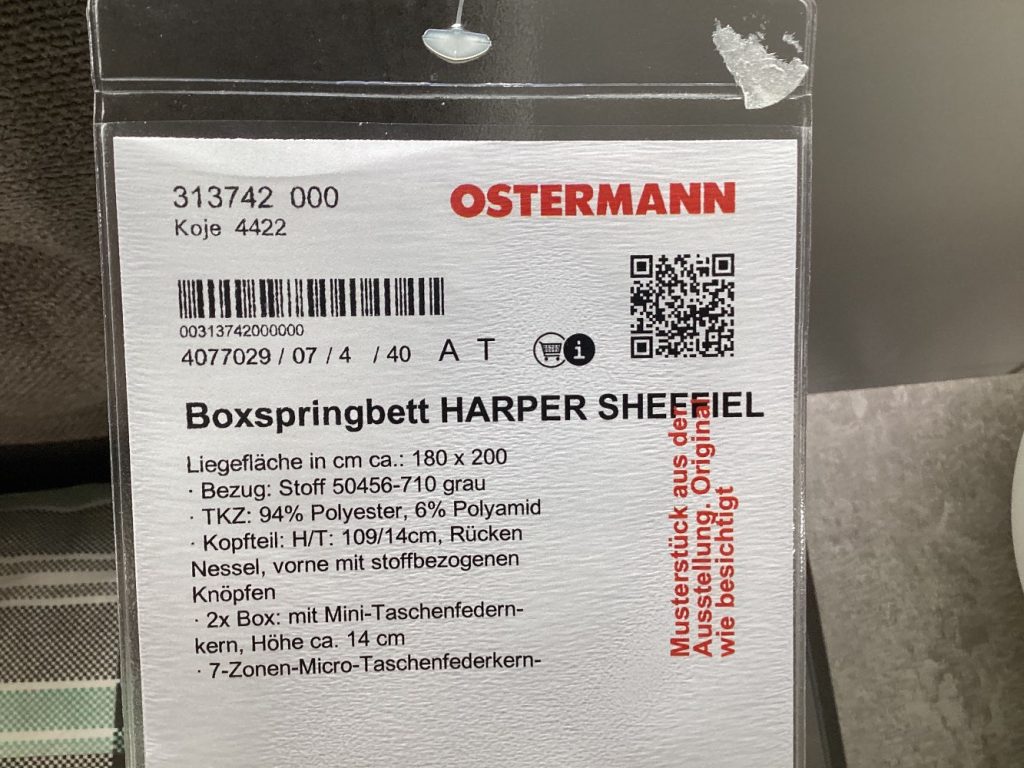 313742 000
Koje 4422
OSTERMANN
00313742000000
4077029 / 07 / 4 / 40 A T
i
Boxspringbett HARPER SHEFFIEL
Liegefläche in cm ca.: 180 x 200
· Bezug: Stoff 50456-710 grau
· TKZ: 94% Polyester, 6% Polyamid
· Kopfteil: H/T: 109/14cm, Rücken
Nessel, vorne mit stoffbezogenen
Knöpfen
· 2x Box: mit Mini-Taschenfedern-
kern, Höhe ca. 14 cm
· 7-Zonen-Micro-Taschenfederkern-
Musterstück aus der
Ausstellung. Original
wie besichtigt